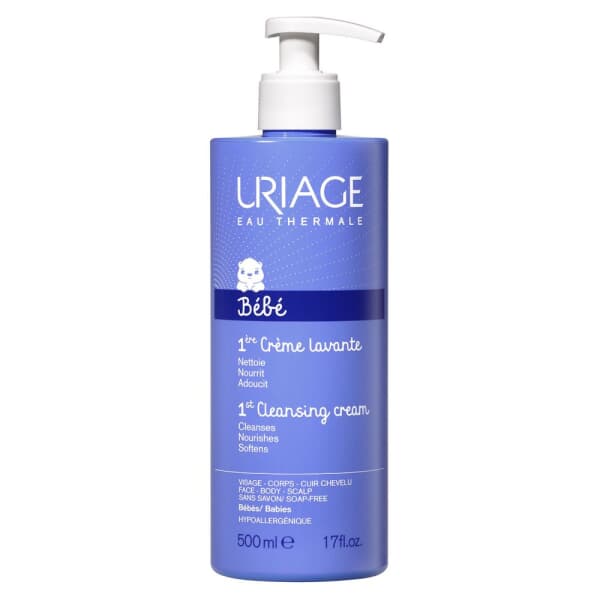 URIAGE
EAU THERMALE
Bébé
1ère Crème lavante
Nettoie
Nourrit
Adoucit
1st Cleansing cream
Cleanses
Nourishes
Softens
VISAGE - CORPS - CUIR CHEVELU
FACE - BODY - SCALP
SANS SAVON/ SOAP-FREE
Bébés/ Babies
HYPOALLERGÉNIQUE
500 ml e 17fl.oz.